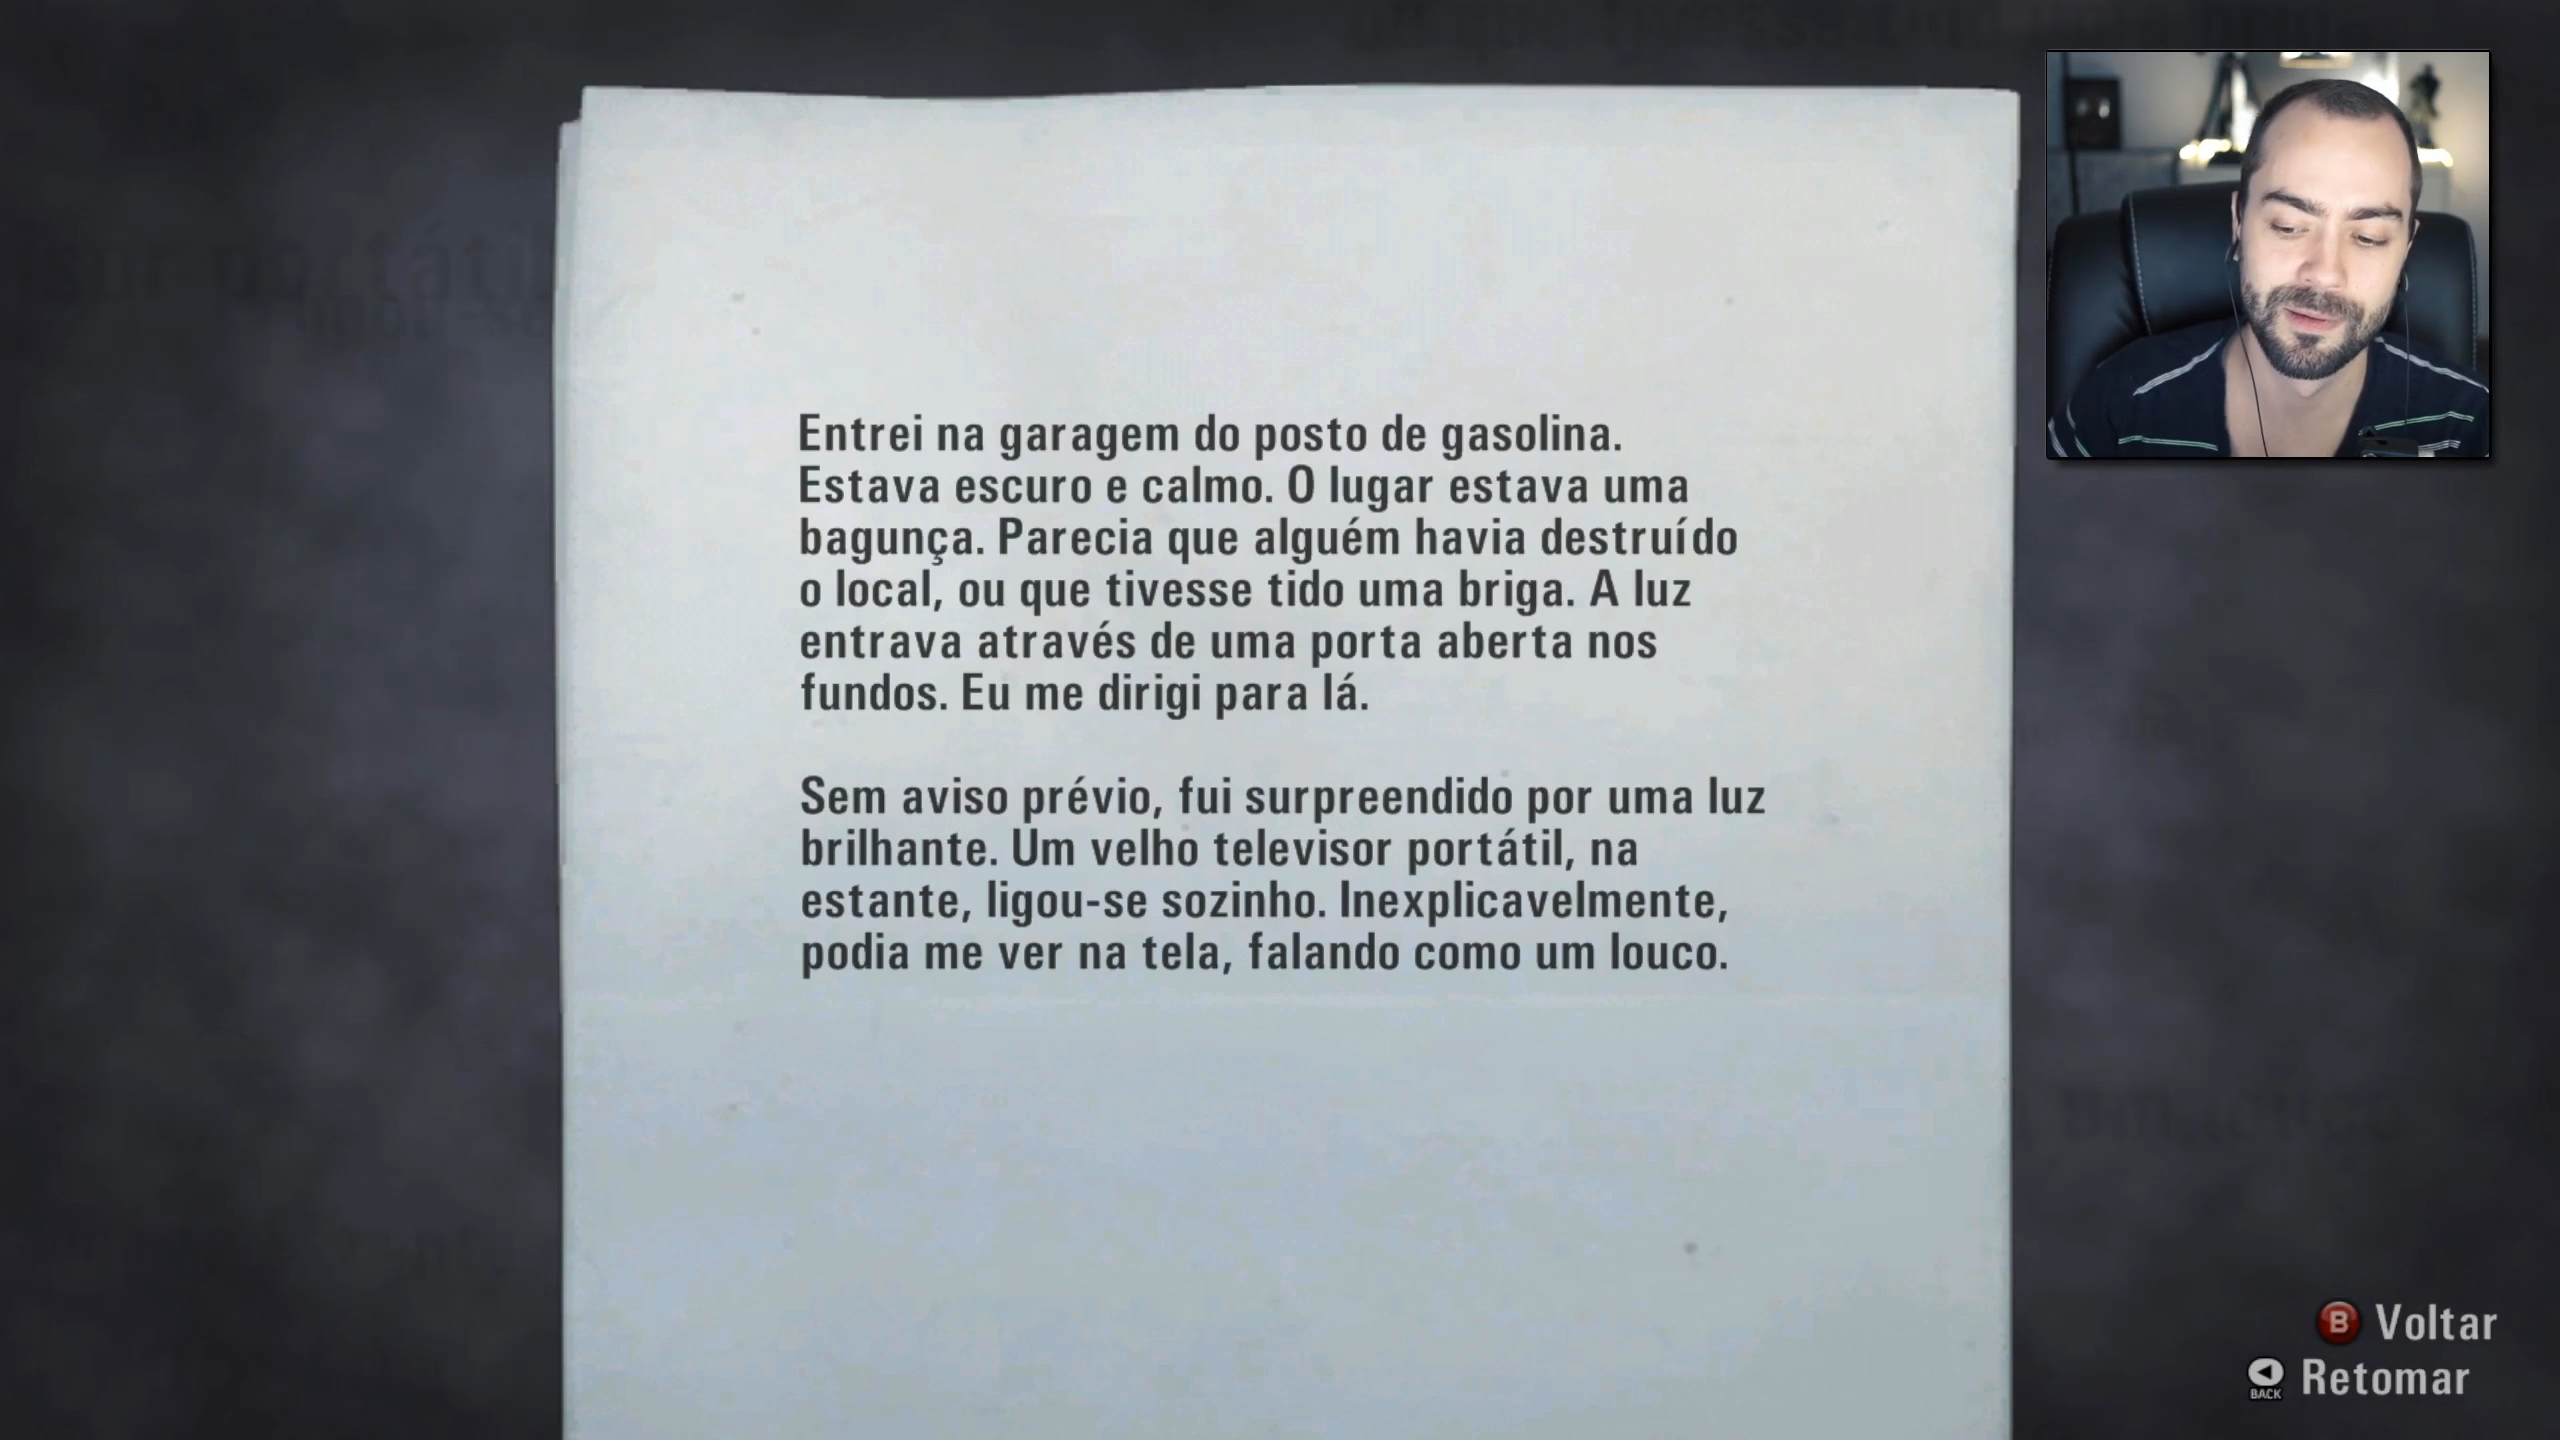 Entrei na garagem do posto de gasolina.
Estava escuro e calmo. O lugar estava uma
bagunça. Parecia que alguém havia destruído
o local, ou que tivesse tido uma briga. A luz
entrava através de uma porta aberta nos
fundos. Eu me dirigi para lá.
Sem aviso prévio, fui surpreendido por uma luz
brilhante. Um velho televisor portátil, na
estante, ligou-se sozinho. Inexplicavelmente,
podia me ver na tela, falando como um louco.
B Voltar
BACK Retomar